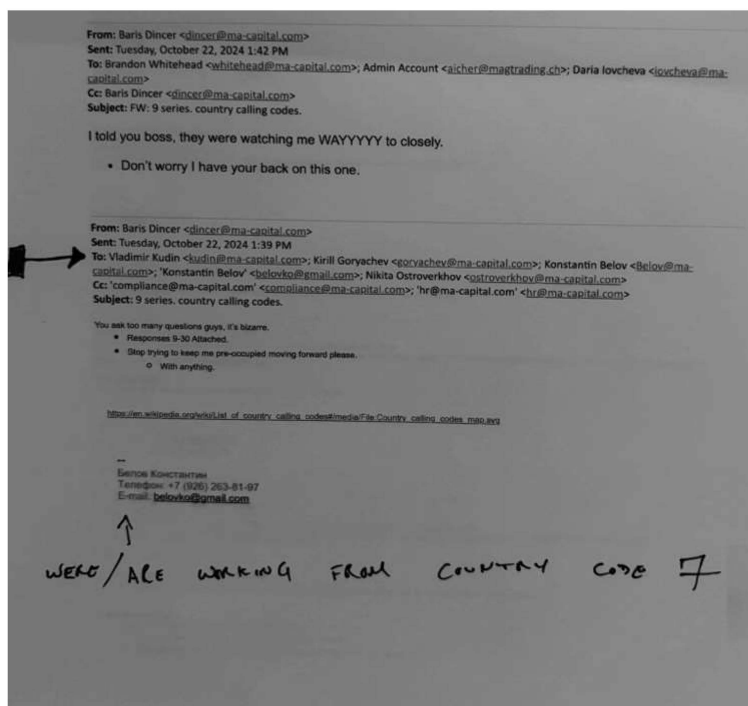 From: Baris Dincer <dincer@ma-capital.com>
Sent: Tuesday, October 22, 2024 1:42 PM
To: Brandon Whitehead <whitehead@ma-capital.com>; Admin Account <aicher@magtrading.ch>; Daria Iovcheva <iovcheva@ma-
capital.com>
Cc: Baris Dincer <dincer@ma-capital.com>
Subject: FW: 9 series. country calling codes.
I told you boss, they were watching me WAYYYYY to closely.
• Don't worry I have your back on this one.
From: Baris Dincer <dincer@ma-capital.com>
Sent: Tuesday, October 22, 2024 1:39 PM
To: Vladimir Kudin <kudin@ma-capital.com>; Kirill Goryachev <goryachev@ma-capital.com>; Konstantin Belov <Belov@ma-
capital.com>; 'Konstantin Belov' <belovko@gmail.com>; Nikita Ostroverkhov <ostroverkhov@ma-capital.com>
Cc: 'compliance@ma-capital.com' <compliance@ma-capital.com>; 'hr@ma-capital.com' <hr@ma-capital.com>
Subject: 9 series. country calling codes.
You ask too many questions guys, it's bizarre.
• Responses 9-30 Attached.
• Stop trying to keep me pre-occupied moving forward please.
o With anything.
https://en.wikipedia.org/wiki/List_of_country_calling_codes#/media/File:Country_calling_codes_map.svg
--
Белов Константин
Телефон: +7 (926) 263-81-97
E-mail: belovko@gmail.com
WERE/ARE WORKING FROM COUNTRY CODE 7